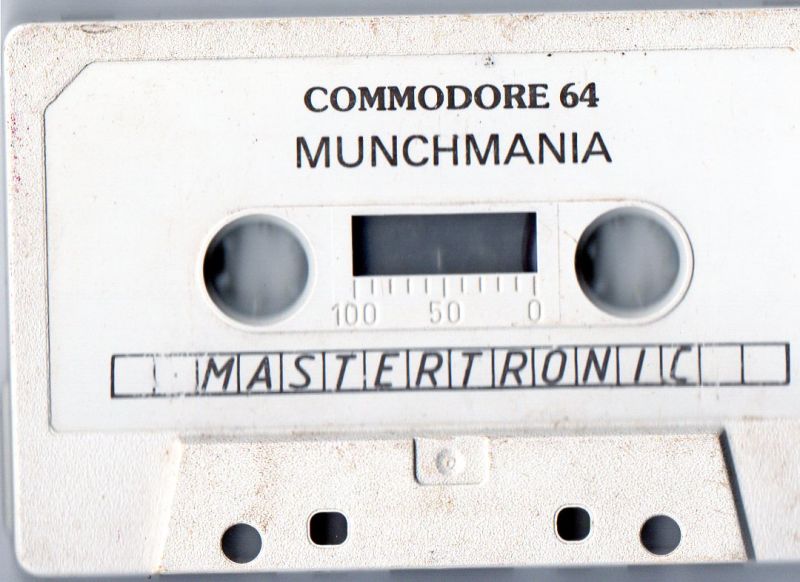 COMMODORE 64
MUNCHMANIA
100 50 0
MASTERTRONIC